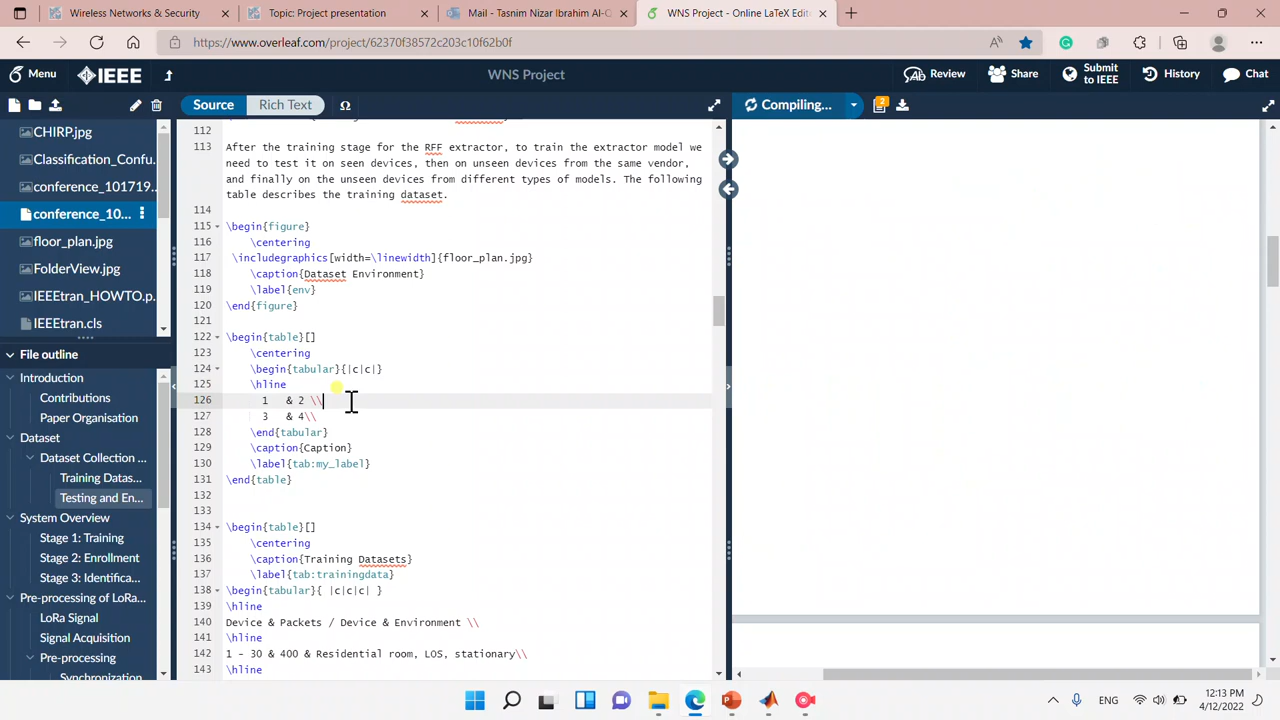 Wireless Networks & Security
Topic: Project presentation
Mail - Tasnim Nizar Ibrahim Al-Q
WNS Project - Online LaTeX Edit
https://www.overleaf.com/project/62370f38572c203c10f62b0f
Menu
IEEE
WNS Project
Review
Share
Submit to IEEE
History
Chat
Source
Rich Text
Ω
Compiling...
2
CHIRP.jpg
Classification_Confu.
conference_101719..
conference_10...
floor_plan.jpg
FolderView.jpg
IEEEtran_HOWTO.p.
IEEEtran.cls
File outline
Introduction
Contributions
Paper Organisation
Dataset
Dataset Collection ...
Training Datas...
Testing and En...
System Overview
Stage 1: Training
Stage 2: Enrollment
Stage 3: Identifica...
Pre-processing of LoRa...
LoRa Signal
Signal Acquisition
Pre-processing
Synchronization
112
113 After the training stage for the RFF extractor, to train the extractor model we
need to test it on seen devices, then on unseen devices from the same vendor,
and finally on the unseen devices from different types of models. The following
table describes the training dataset.
114
115 \begin{figure}
116 \centering
117 \includegraphics[width=\linewidth]{floor_plan.jpg}
118 \caption{Dataset Environment}
119 \label{env}
120 \end{figure}
121
122 \begin{table}[]
123 \centering
124 \begin{tabular}{|c|c|}
125 \hline
126 1 & 2 \\
127 3 & 4\\
128 \end{tabular}
129 \caption{Caption}
130 \label{tab:my_label}
131 \end{table}
132
133
134 \begin{table}[]
135 \centering
136 \caption{Training Datasets}
137 \label{tab:trainingdata}
138 \begin{tabular}{ |c|c|c| }
139 \hline
140 Device & Packets / Device & Environment \\
141 \hline
142 1 - 30 & 400 & Residential room, LOS, stationary\\
143 \hline
ENG
12:13 PM
4/12/2022